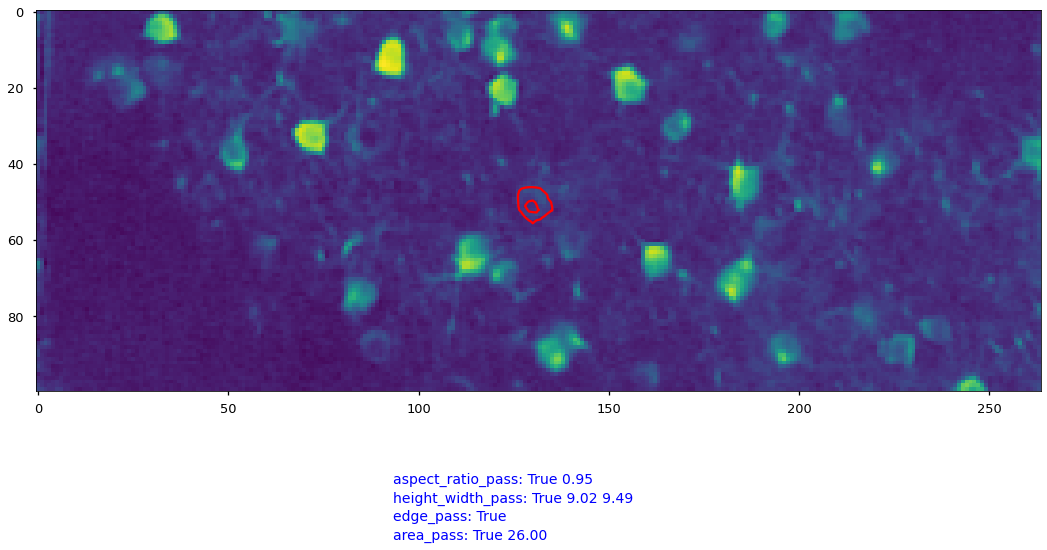 0
20
40
60
80
0
50
100
150
200
250
aspect_ratio_pass: True 0.95
height_width_pass: True 9.02 9.49
edge_pass: True
area_pass: True 26.00